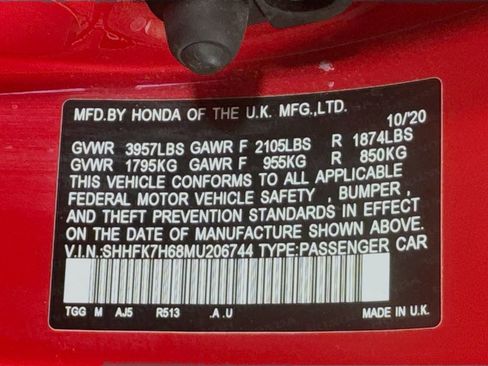 MFD.BY HONDA OF THE U.K. MFG.,LTD. 10/20
GVWR 3957LBS GAWR F 2105LBS R 1874LBS
GVWR 1795KG GAWR F 955KG R 850KG
THIS VEHICLE CONFORMS TO ALL APPLICABLE
FEDERAL MOTOR VEHICLE SAFETY , BUMPER ,
AND THEFT PREVENTION STANDARDS IN EFFECT
ON THE DATE OF MANUFACTURE SHOWN ABOVE.
V.I.N.:SHHFK7H68MU206744 TYPE:PASSENGER CAR
TGG M AJ5 R513 .A .U MADE IN U.K.